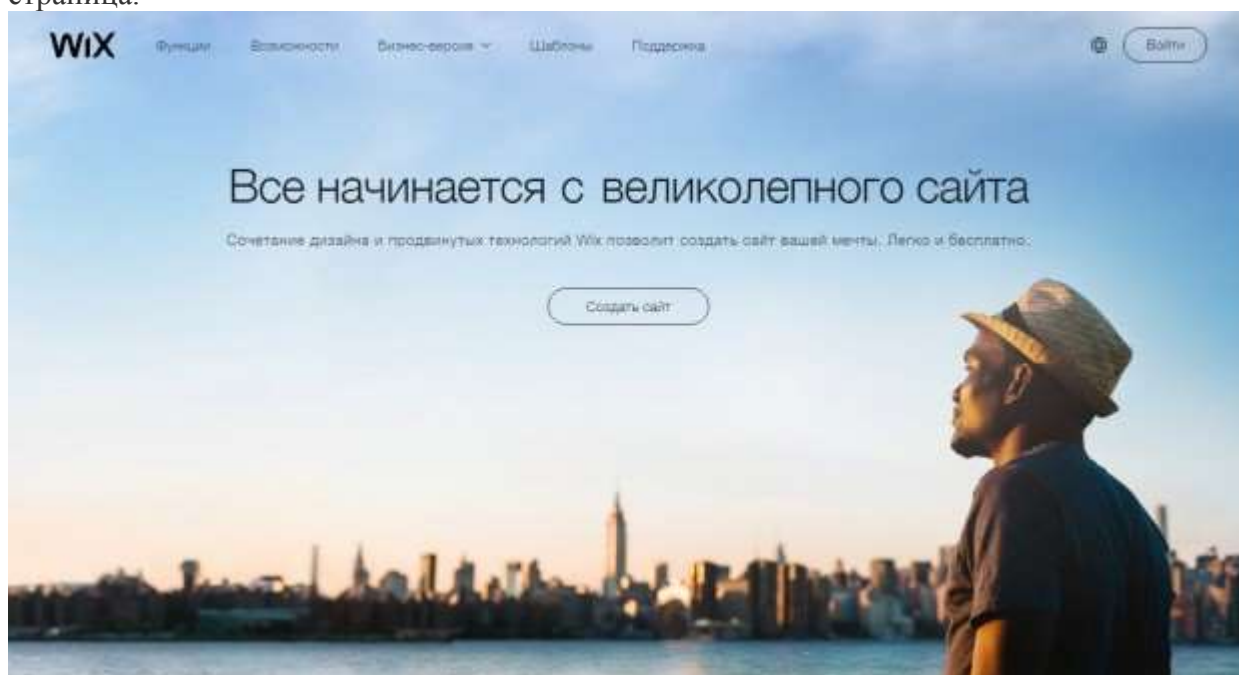 страница.
WiX
Функции Возможности Бизнес-версия Шаблоны Поддержка
Войти
Все начинается с великолепного сайта
Сочетание дизайна и продвинутых технологий Wix позволит создать сайт вашей мечты. Легко и бесплатно.
Создать сайт